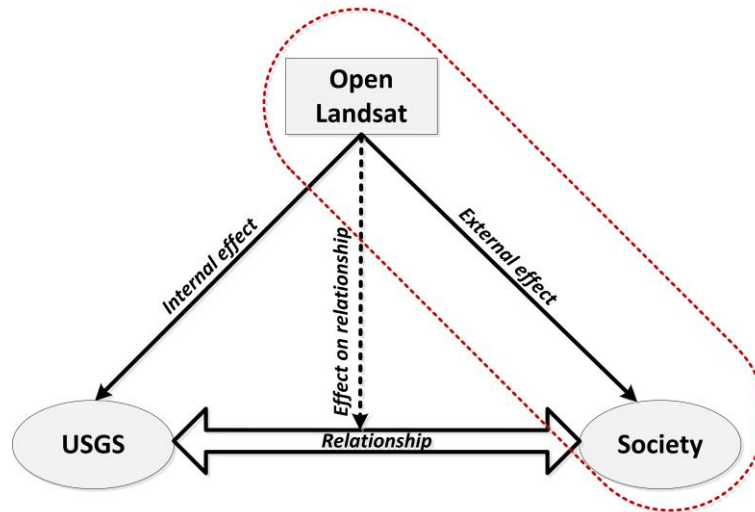 Open
Landsat
Internal effect
Effect on relationship
External effect
USGS
Relationship
Society